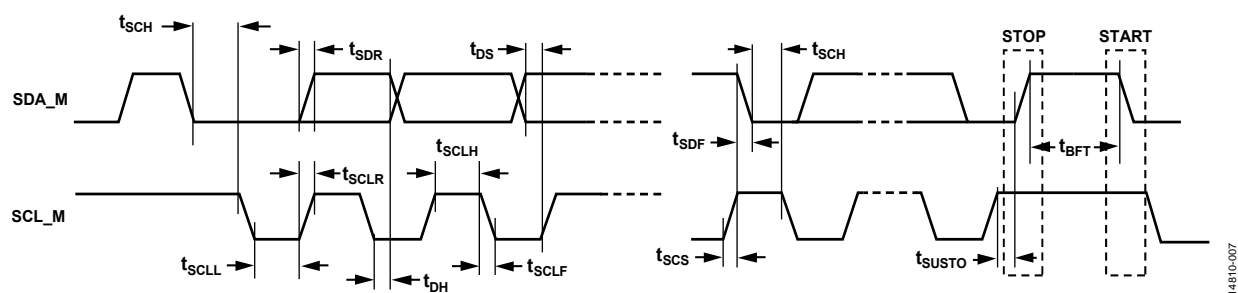 STOP START
tSCH tSDR tDS tSCH
SDA_M
tSCLH tSDF tBFT
tSCLR
SCL_M
tSCLL tDH tSCLF tSCS tSUSTO
14810-007